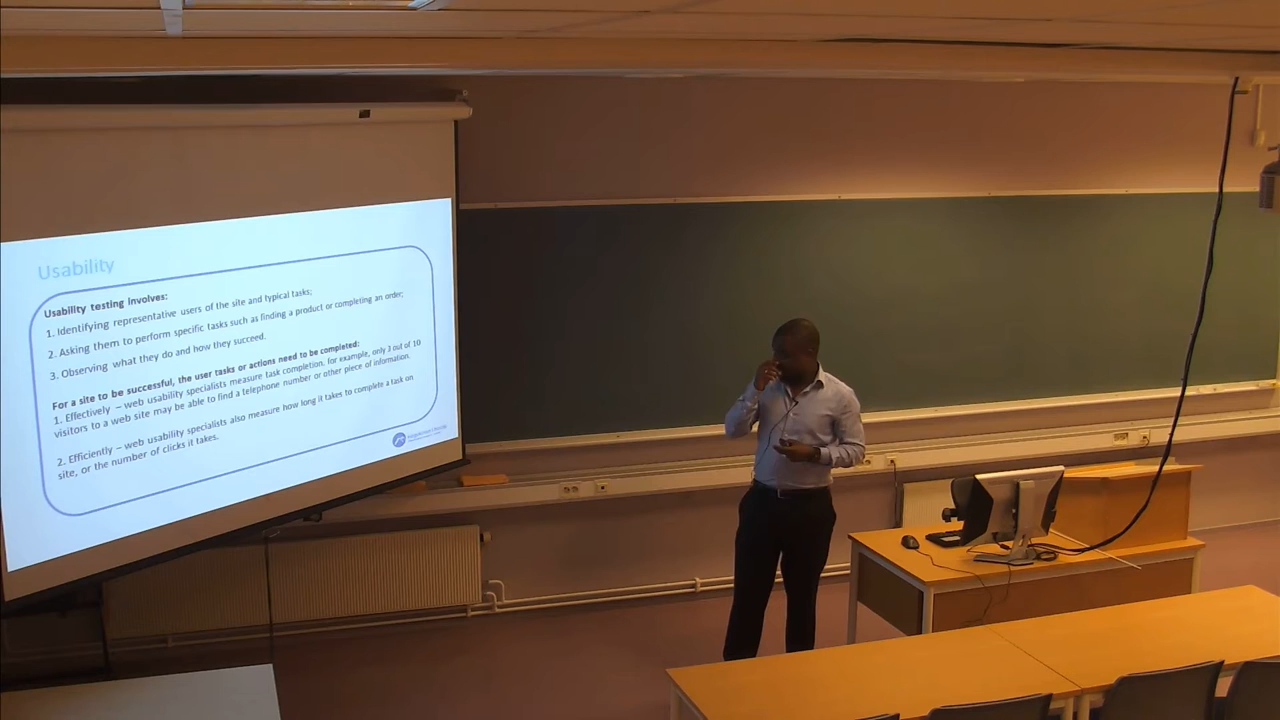 Usability
Usability testing Involves:
1. Identifying representative users of the site and typical tasks;
2. Asking them to perform specific tasks such as finding a product or completing an order;
3. Observing what they do and how they succeed.
For a site to be successful, the user tasks or actions need to be completed:
1. Effectively – web usability specialists measure task completion. for example, only 3 out of 10
visitors to a web site may be able to find a telephone number or other piece of information.
2. Efficiently – web usability specialists also measure how long it takes to complete a task on
site, or the number of clicks it takes.